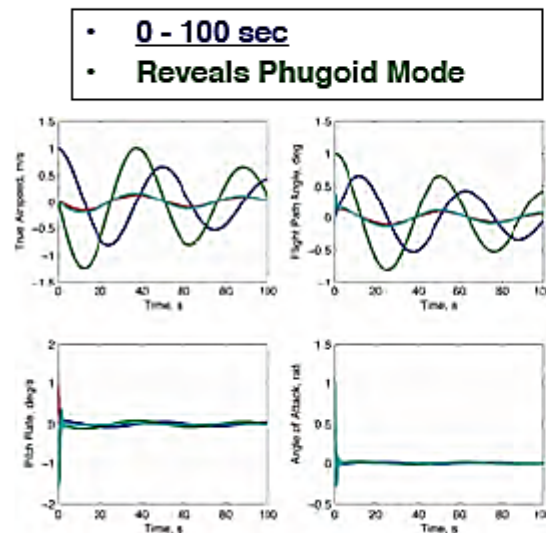 • 0 - 100 sec
• Reveals Phugoid Mode
True Airspeed, m/s
1.5
1
0.5
0
-0.5
-1
-1.5
0 20 40 60 80 100
Time, s
Flight Path Angle, deg
1.5
1
0.5
0
-0.5
-1
0 20 40 60 80 100
Time, s
Pitch Rate, deg/s
2
1
0
-1
-2
0 20 40 60 80 100
Time, s
Angle of Attack, rad
1.5
1
0.5
0
-0.5
0 20 40 60 80 100
Time, s